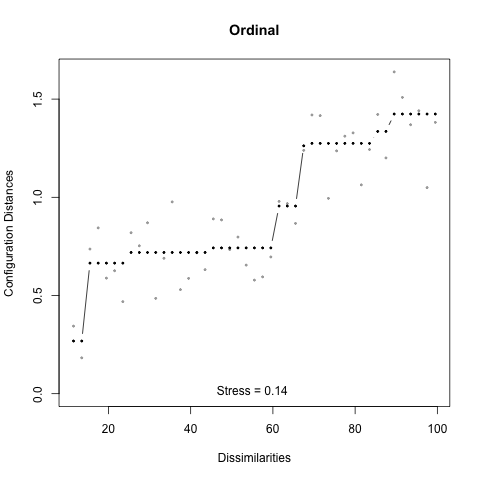 Ordinal
Configuration Distances
1.5
1.0
0.5
0.0
Stress = 0.14
20 40 60 80 100
Dissimilarities